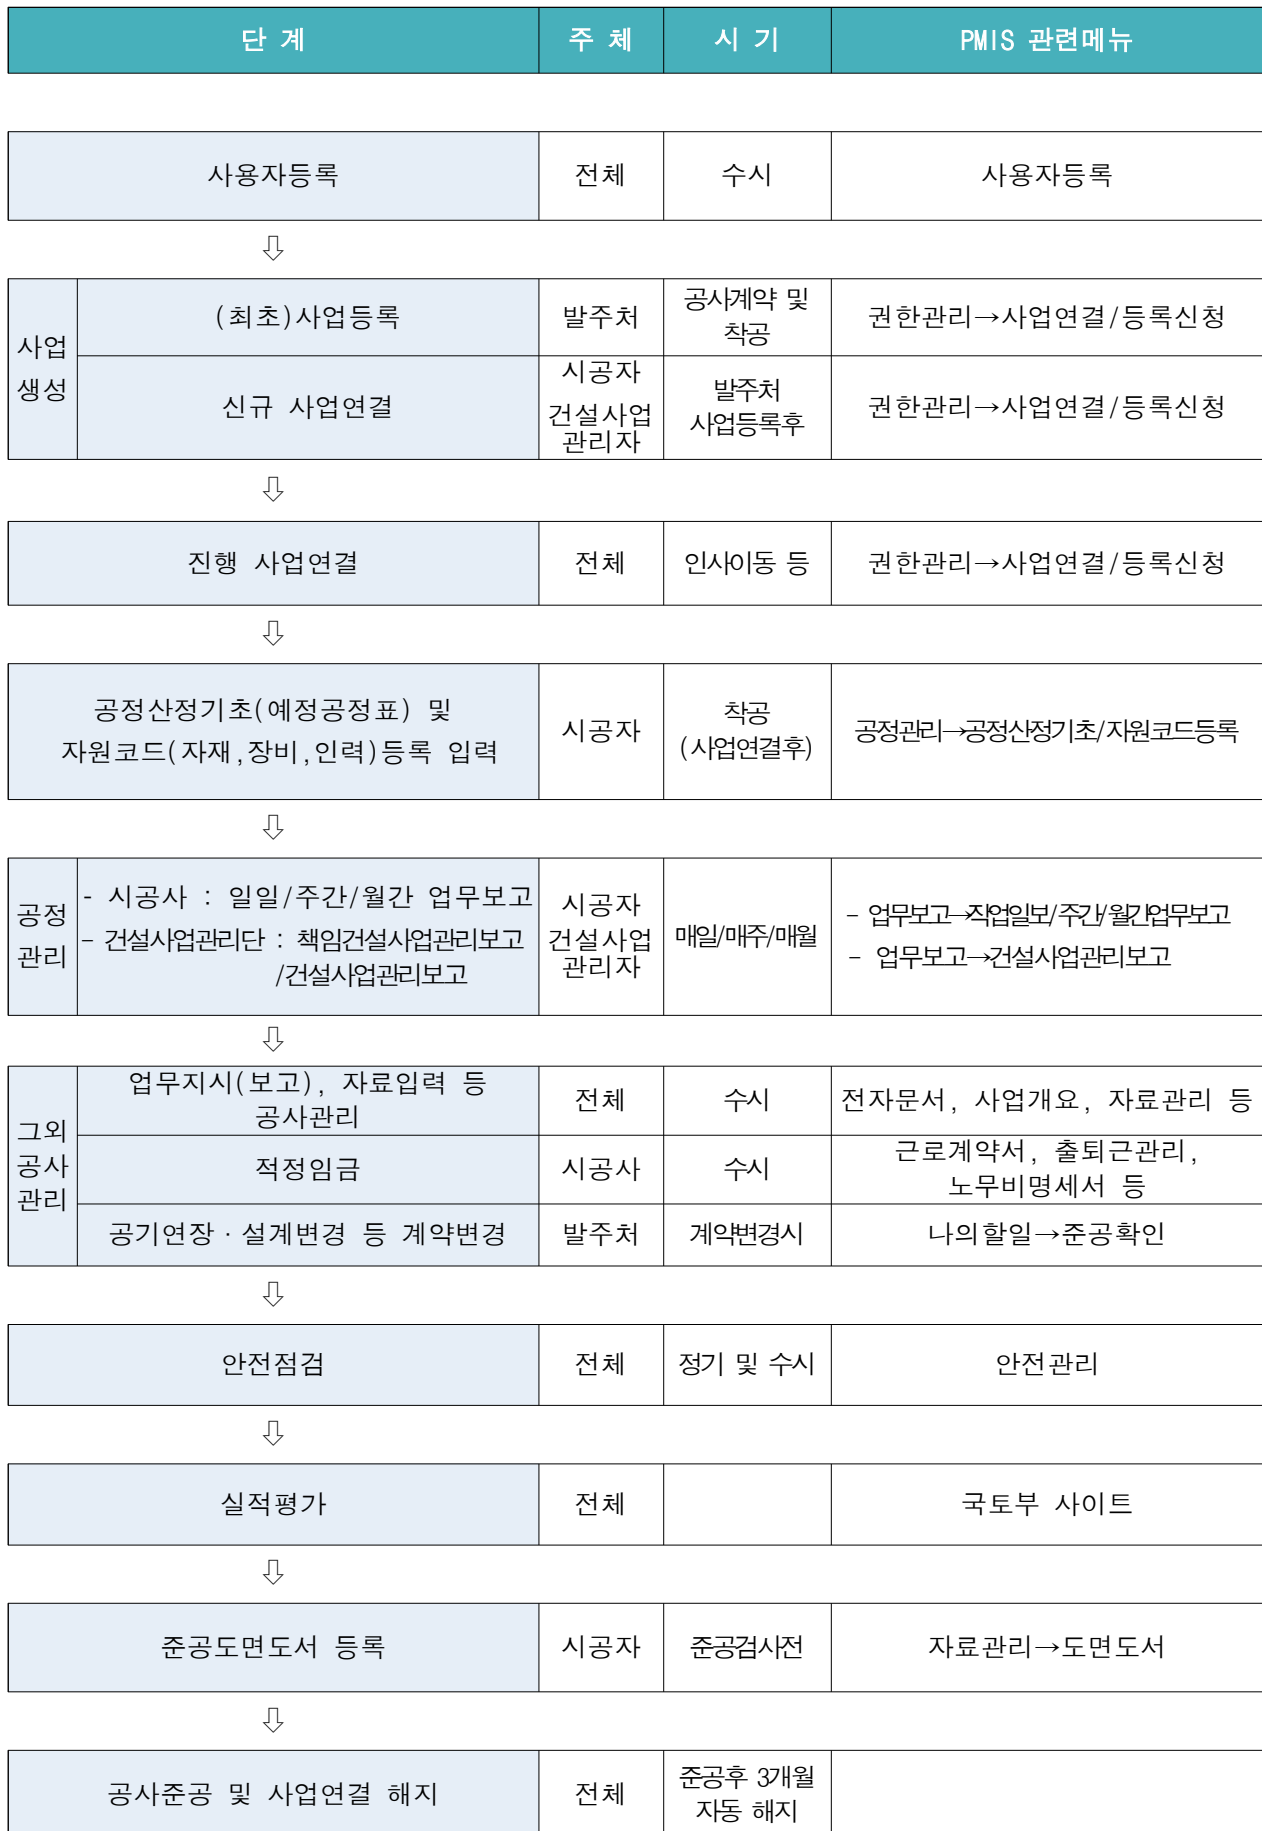 단 계 주 체 시 기 PMIS 관련메뉴
사용자등록 전체 수시 사용자등록
⇩
사업
생성
(최초)사업등록 발주처 공사계약 및
착공 권한관리→사업연결/등록신청
신규 사업연결 시공자
건설사업
관리자 발주처
사업등록후 권한관리→사업연결/등록신청
⇩
진행 사업연결 전체 인사이동 등 권한관리→사업연결/등록신청
⇩
공정산정기초(예정공정표) 및
자원코드(자재,장비,인력)등록 입력
시공자
착공
(사업연결후)
공정관리→공정산정기초/자원코드등록
⇩
공정
관리
- 시공사 : 일일/주간/월간 업무보고
- 건설사업관리단 : 책임건설사업관리보고
/건설사업관리보고
시공자
건설사업
관리자
매일/매주/매월
- 업무보고→작업일보/주간/월간업무보고
- 업무보고→건설사업관리보고
⇩
그외
공사
관리
업무지시(보고), 자료입력 등
공사관리
전체 수시 전자문서, 사업개요, 자료관리 등
적정임금 시공사 수시 근로계약서, 출퇴근관리,
노무비명세서 등
공기연장·설계변경 등 계약변경 발주처 계약변경시 나의할일→준공확인
⇩
안전점검 전체 정기 및 수시 안전관리
⇩
실적평가 전체 국토부 사이트
⇩
준공도면도서 등록 시공자 준공검사전 자료관리→도면도서
⇩
공사준공 및 사업연결 해지 전체 준공후 3개월
자동 해지